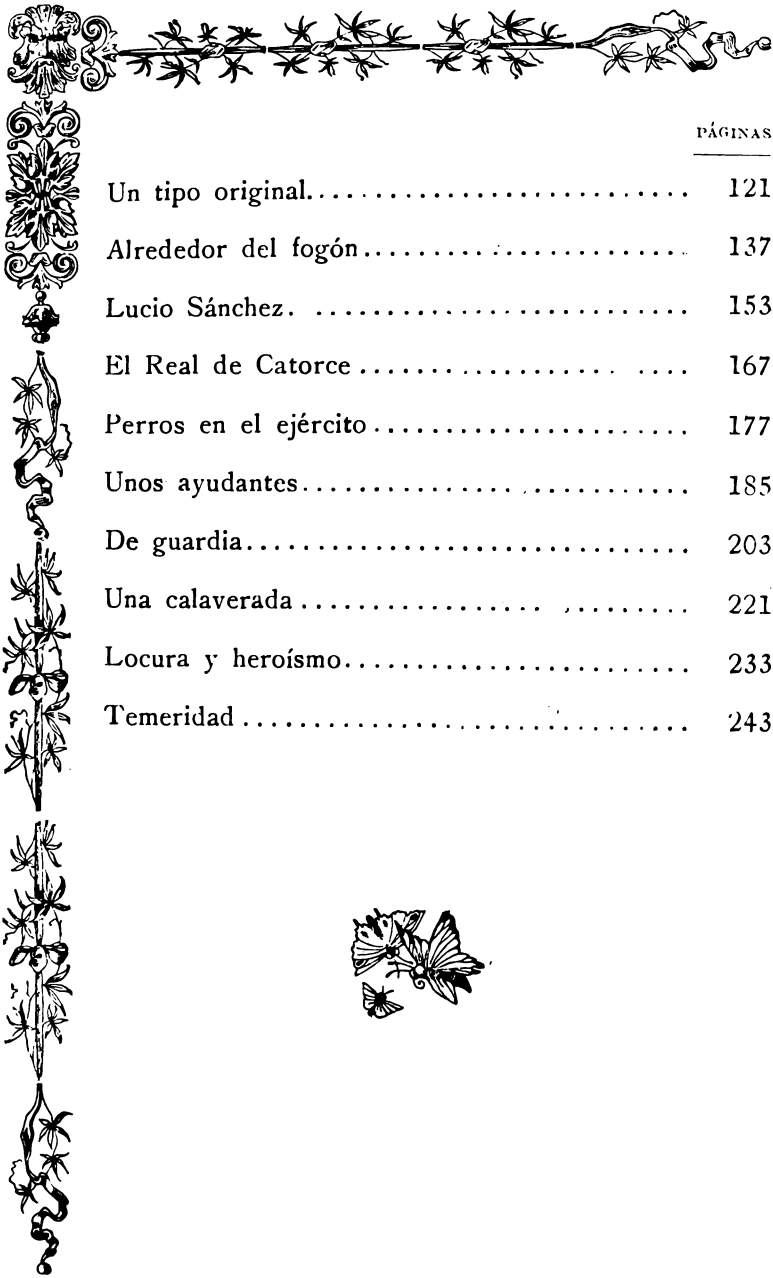 PÁGINAS
Un tipo original.......................... 121
Alrededor del fogón....................... 137
Lucio Sánchez. .......................... 153
El Real de Catorce .................. .... 167
Perros en el ejército ...................... 177
Unos ayudantes........................... 185
De guardia............................... 203
Una calaverada ................. ......... 221
Locura y heroísmo........................ 233
Temeridad ............................... 243